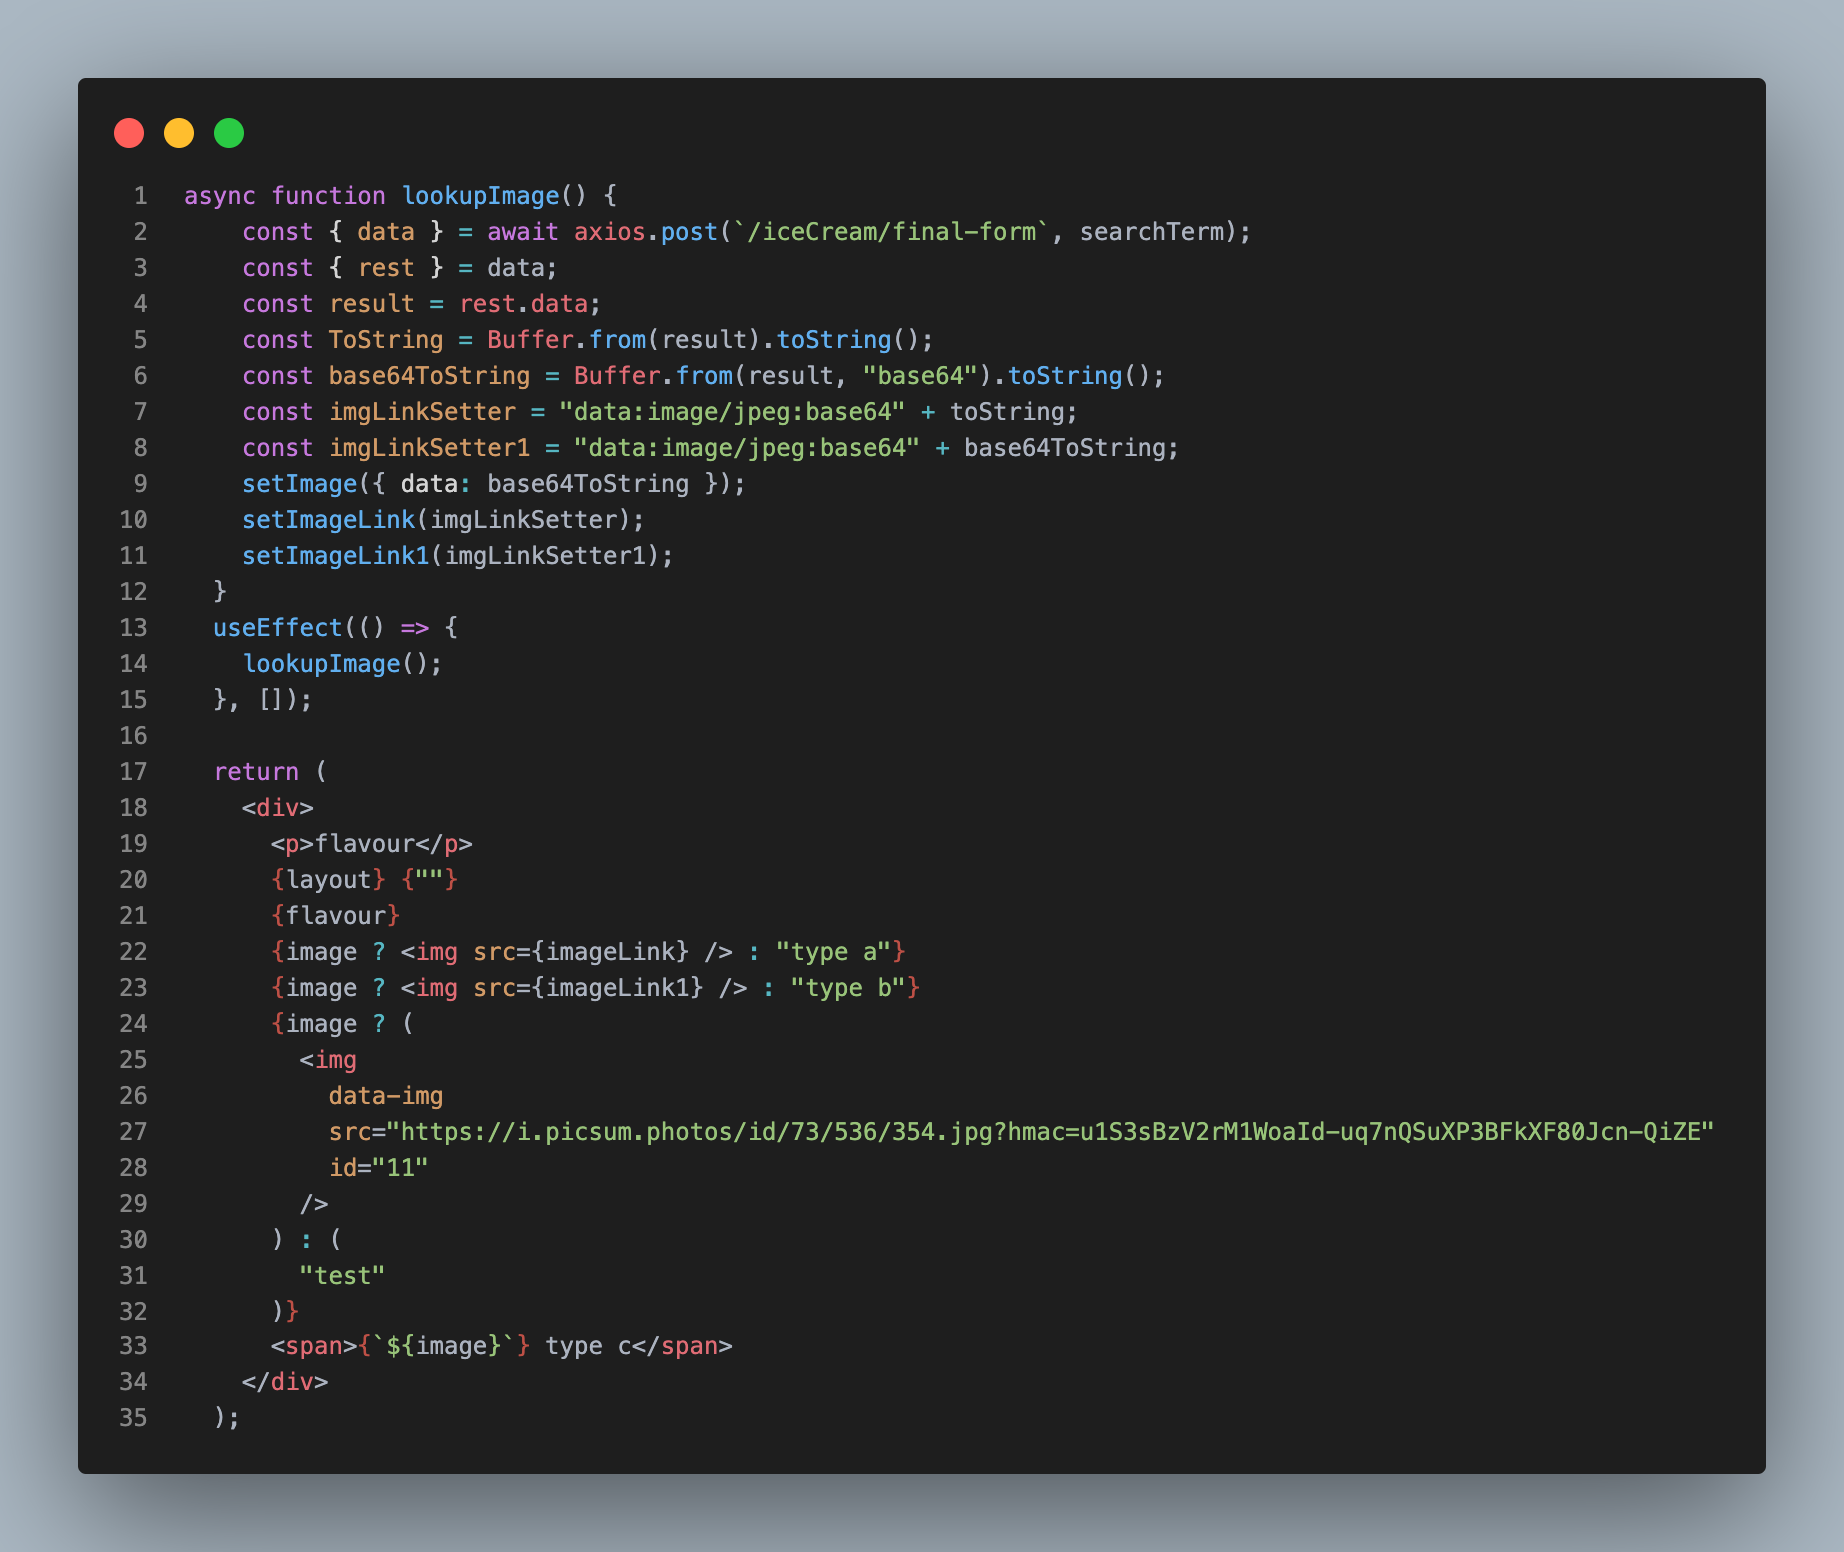 1 async function lookupImage() {
2 const { data } = await axios.post(`/iceCream/final-form`, searchTerm);
3 const { rest } = data;
4 const result = rest.data;
5 const ToString = Buffer.from(result).toString();
6 const base64ToString = Buffer.from(result, "base64").toString();
7 const imgLinkSetter = "data:image/jpeg:base64" + toString;
8 const imgLinkSetter1 = "data:image/jpeg:base64" + base64ToString;
9 setImage({ data: base64ToString });
10 setImageLink(imgLinkSetter);
11 setImageLink1(imgLinkSetter1);
12 }
13 useEffect(() => {
14 lookupImage();
15 }, []);
16
17 return (
18 <div>
19 <p>flavour</p>
20 {layout} {""}
21 {flavour}
22 {image ? <img src={imageLink} /> : "type a"}
23 {image ? <img src={imageLink1} /> : "type b"}
24 {image ? (
25 <img
26 data-img
27 src="https://i.picsum.photos/id/73/536/354.jpg?hmac=u1S3sBzV2rM1WoaId-uq7nQSuXP3BFkXF80Jcn-QiZE"
28 id="11"
29 />
30 ) : (
31 "test"
32 )}
33 <span>{`${image}`} type c</span>
34 </div>
35 );